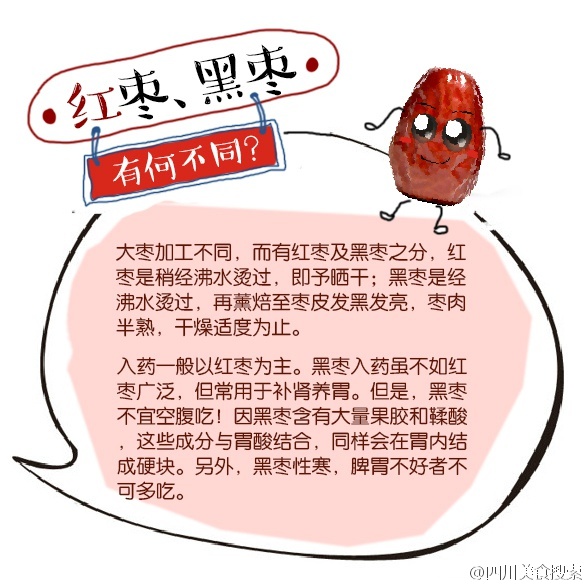 红枣、黑枣
有何不同？
大枣加工不同，而有红枣及黑枣之分，红
枣是稍经沸水烫过，即予晒干；黑枣是经
沸水烫过，再薰焙至枣皮发黑发亮，枣肉
半熟，干燥适度为止。
入药一般以红枣为主。黑枣入药虽不如红
枣广泛，但常用于补肾养胃。但是，黑枣
不宜空腹吃！因黑枣含有大量果胶和鞣酸
，这些成分与胃酸结合，同样会在胃内结
成硬块。另外，黑枣性寒，脾胃不好者不
可多吃。
@四川美食搜索